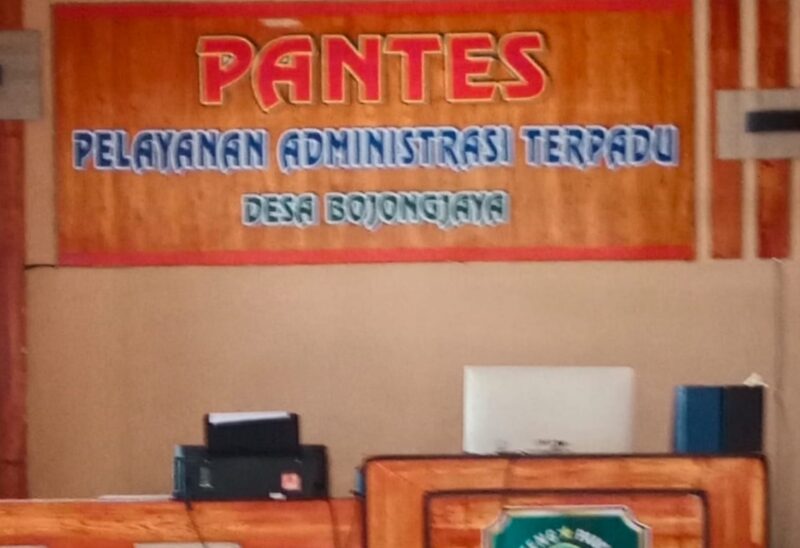 PANTES
PELAYANAN ADMINISTRASI TERPADU
DESA BOJONGJAYA